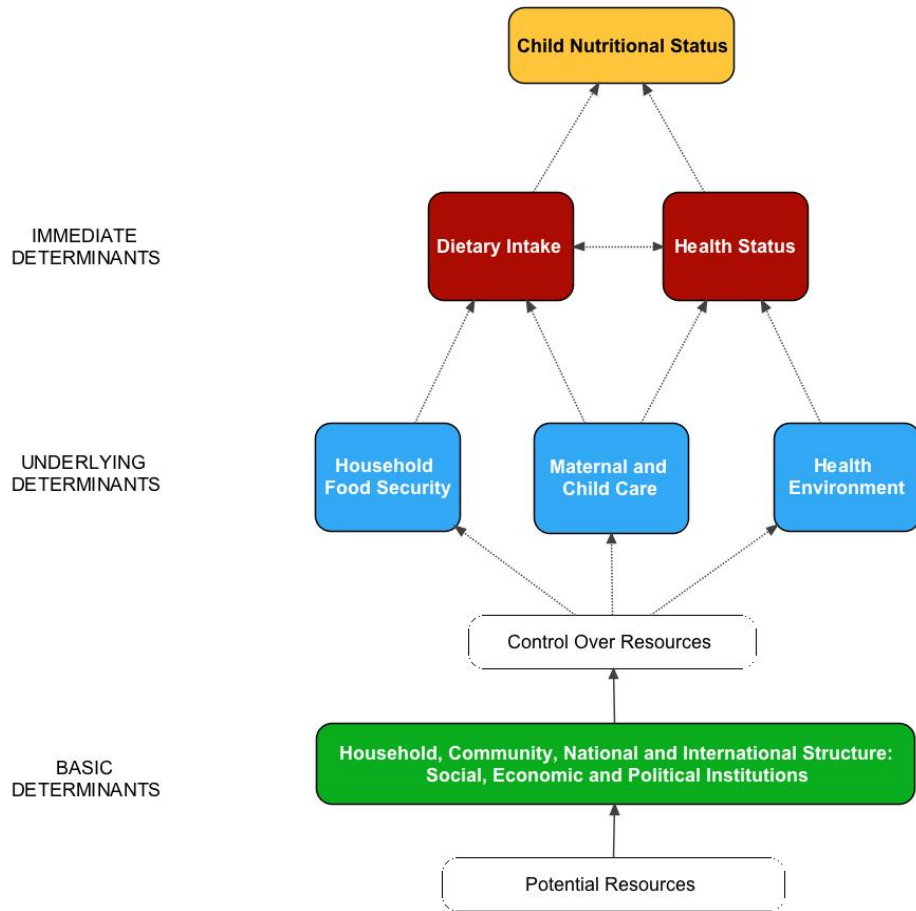 Child Nutritional Status
IMMEDIATE
DETERMINANTS
Dietary Intake
Health Status
UNDERLYING
DETERMINANTS
Household
Food Security
Maternal and
Child Care
Health
Environment
Control Over Resources
BASIC
DETERMINANTS
Household, Community, National and International Structure:
Social, Economic and Political Institutions
Potential Resources